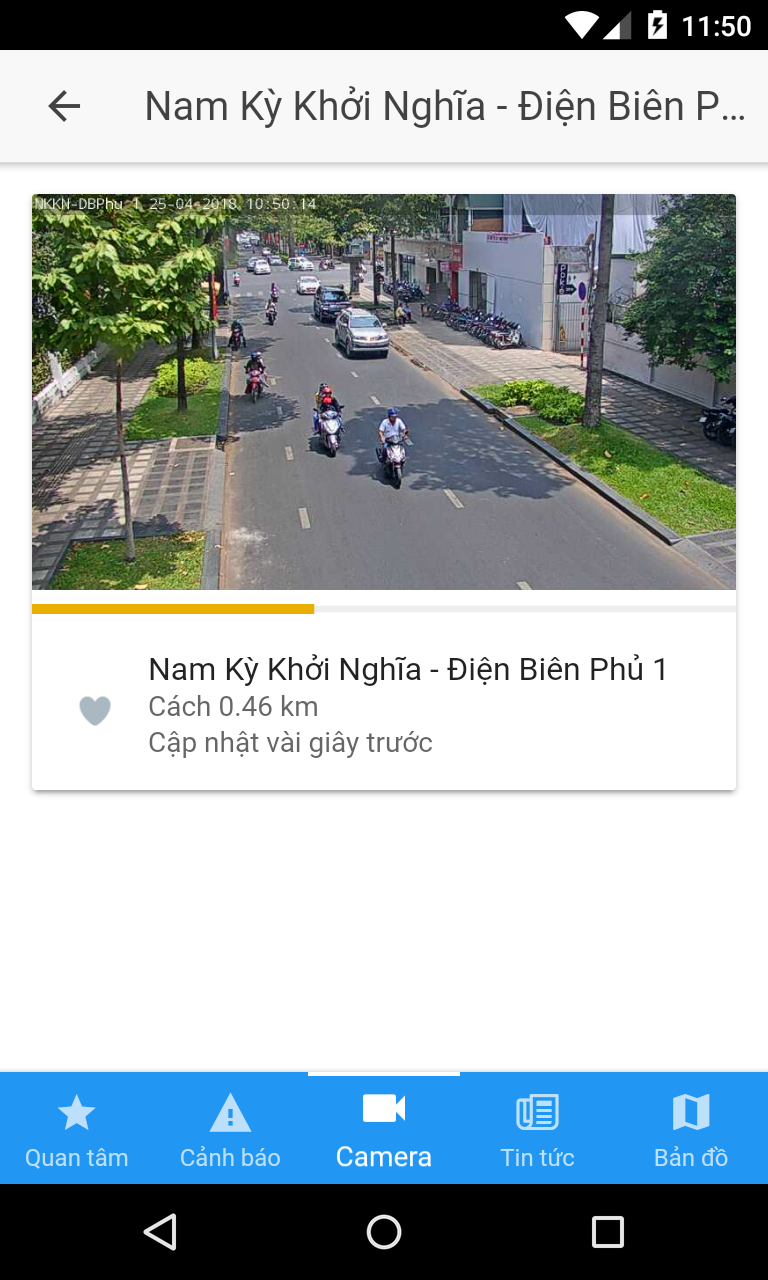 11:50
Nam Kỳ Khởi Nghĩa - Điện Biên P...
NKKN-DBPhu 1 25-04-2018 10:50:14
Nam Kỳ Khởi Nghĩa - Điện Biên Phủ 1
Cách 0.46 km
Cập nhật vài giây trước
Quan tâm
Cảnh báo
Camera
Tin tức
Bản đồ